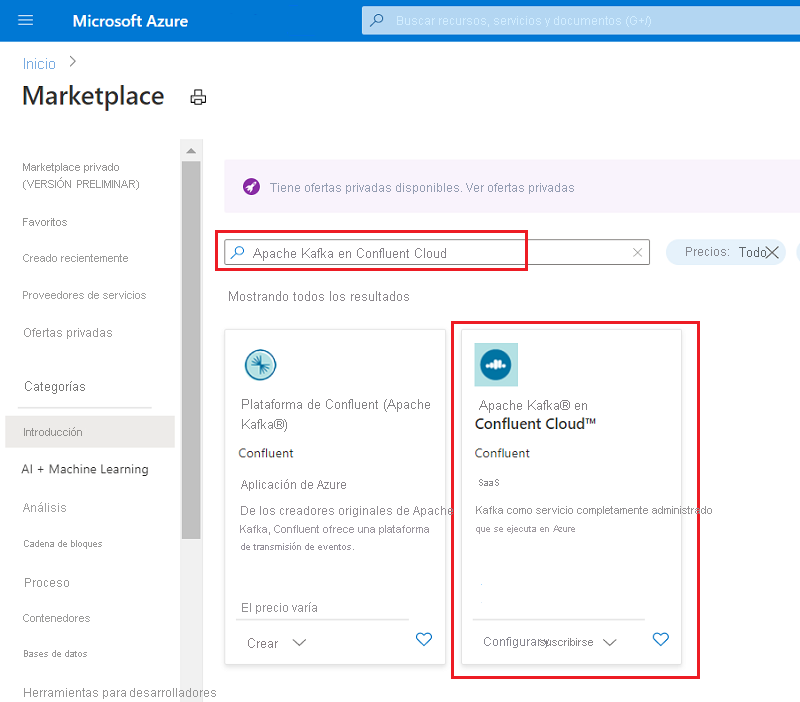 Microsoft Azure
Buscar recursos, servicios y documentos (G+/)
Inicio
Marketplace
Marketplace privado
(VERSIÓN PRELIMINAR)
Favoritos
Creado recientemente
Proveedores de servicios
Ofertas privadas
Categorías
Introducción
AI + Machine Learning
Análisis
Cadena de bloques
Proceso
Contenedores
Bases de datos
Herramientas para desarrolladores
Tiene ofertas privadas disponibles. Ver ofertas privadas
Apache Kafka en Confluent Cloud
Precios: Todo
Mostrando todos los resultados
Plataforma de Confluent (Apache
Kafka®)
Confluent
Aplicación de Azure
De los creadores originales de Apache
Kafka, Confluent ofrece una plataforma
de transmisión de eventos.
El precio varía
Crear
Apache Kafka® en
Confluent Cloud™
Confluent
SaaS
Kafka como servicio completamente administrado
que se ejecuta en Azure
Configurar y suscribirse